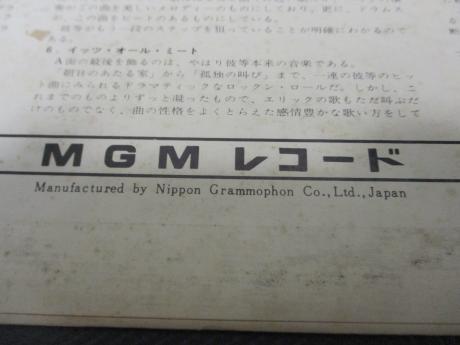 この曲を美しいメロディーのものにしており、更に、ドラムス
が、この曲をビートのあるものにしている。
彼等がもう一段のステップを狙っていることが明確にわかるので
ある。
6. イッツ・オール・ミート
A面の最後を飾るのは、やはり彼等本来の音楽である。
「朝日のあたる家」から「孤独の叫び」まで、一連の彼等のヒッ
ト曲にみられるドラマティックなロックン・ロールだ。しかし、こ
れまでのものよりずっと凝ったもので、エリックの歌もただ叫ぶだ
けのものでなく、曲の性格をよくとらえた感情豊かな歌い方をして
MGM レコード
Manufactured by Nippon Grammophon Co.,Ltd.,Japan